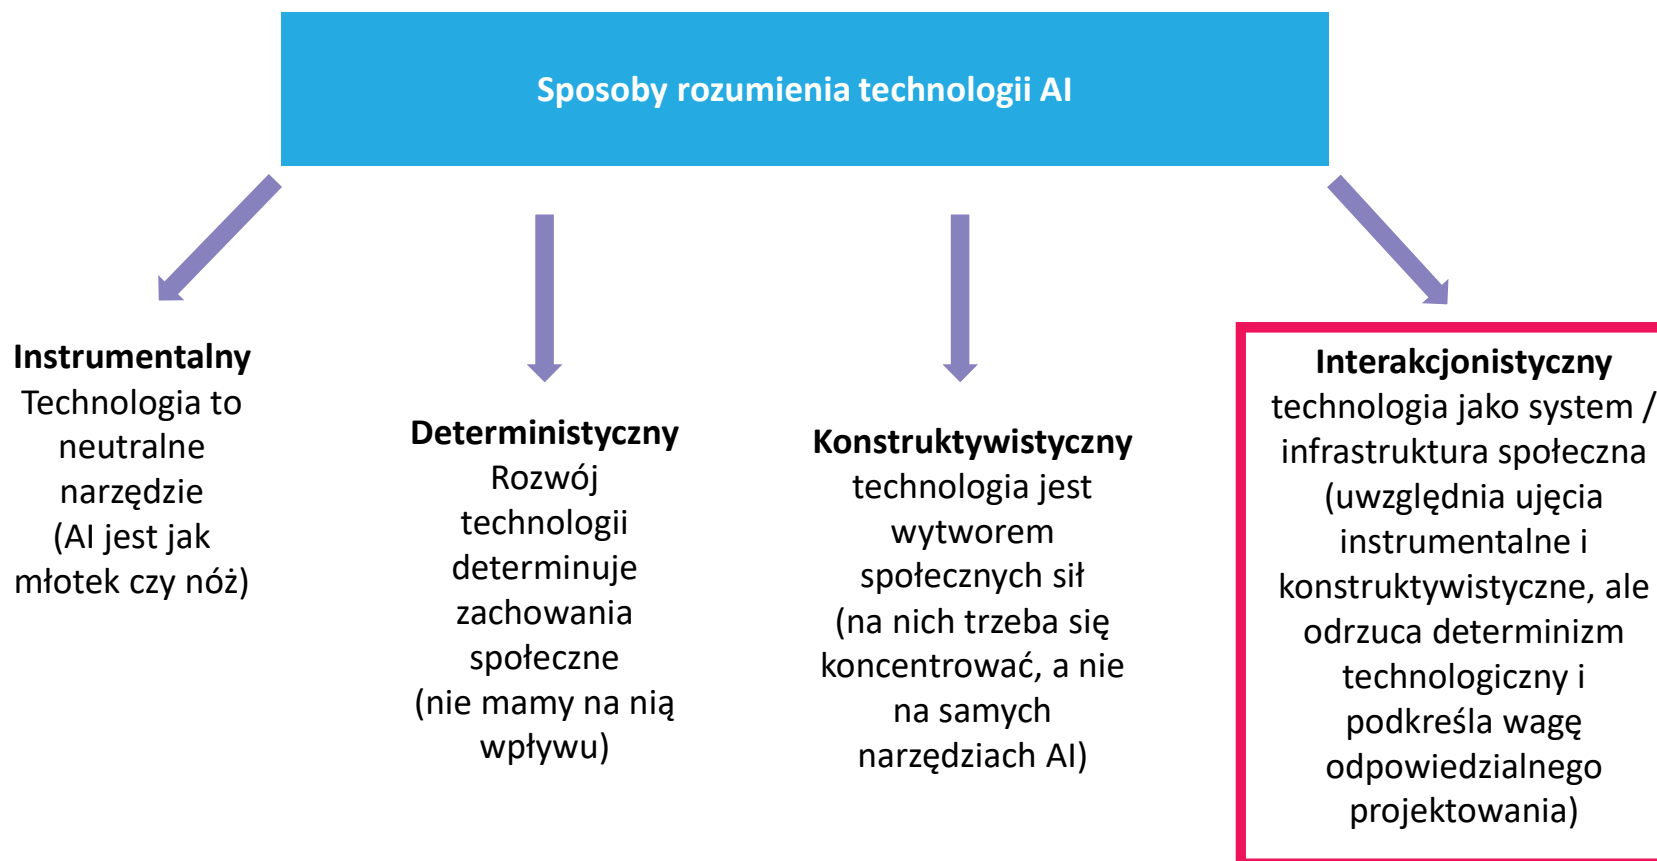 Sposoby rozumienia technologii AI
Instrumentalny
Technologia to
neutralne
narzędzie
(AI jest jak
młotek czy nóż)
Deterministyczny
Rozwój
technologii
determinuje
zachowania
społeczne
(nie mamy na nią
wpływu)
Konstruktywistyczny
technologia jest
wytworem
społecznych sił
(na nich trzeba się
koncentrować, a nie
na samych
narzędziach AI)
Interakcjonistyczny
technologia jako system /
infrastruktura społeczna
(uwzględnia ujęcia
instrumentalne i
konstruktywistyczne, ale
odrzuca determinizm
technologiczny i
podkreśla wagę
odpowiedzialnego
projektowania)